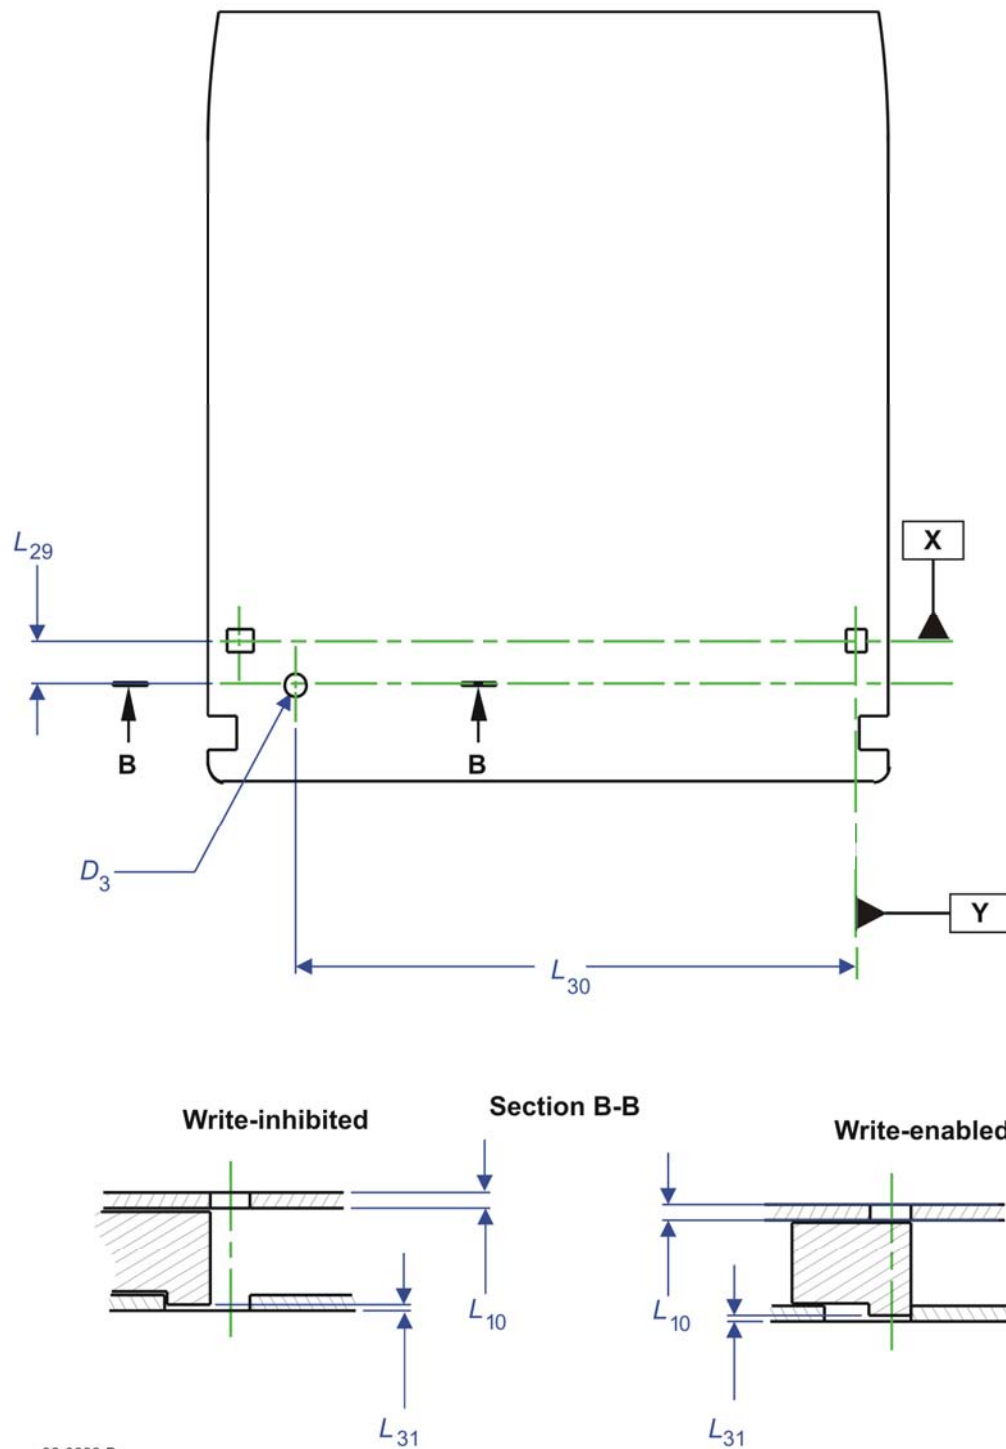 L29
X
B
B
D3
Y
L30
Section B-B
Write-inhibited
Write-enabled
L10
L10
L31
L31